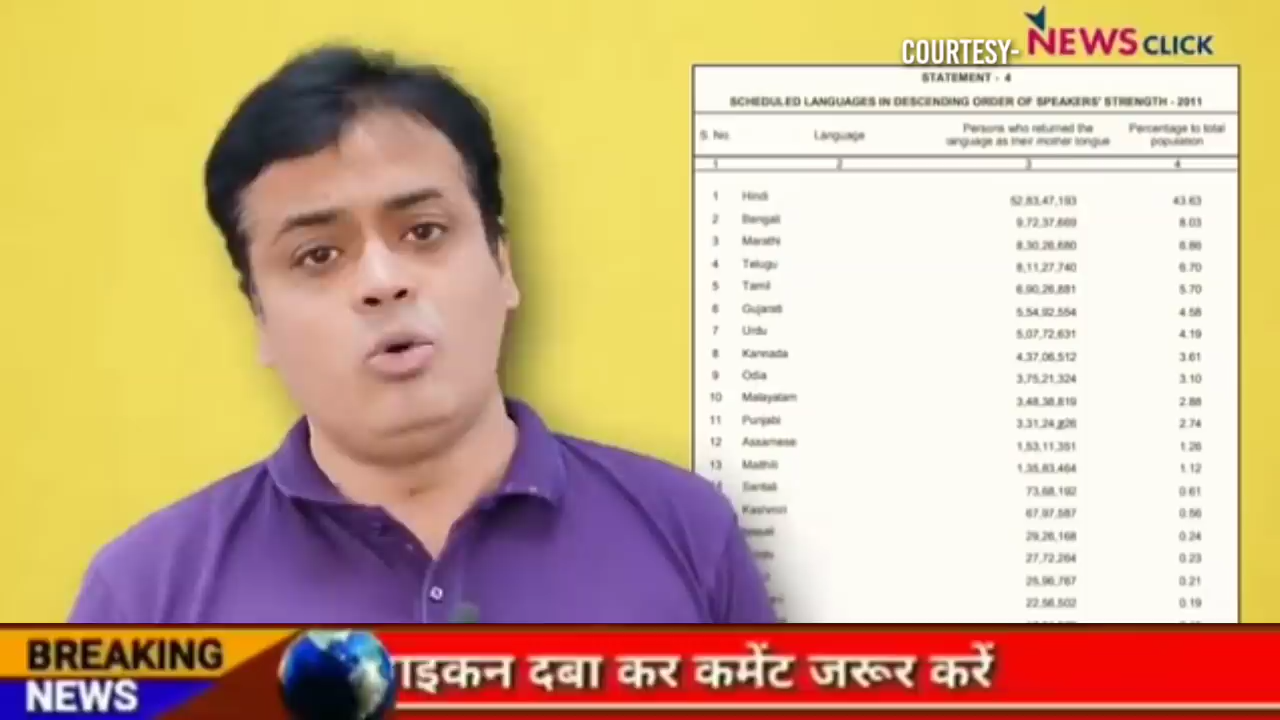 COURTESY- NEWS CLICK
STATEMENT - 4
SCHEDULED LANGUAGES IN DESCENDING ORDER OF SPEAKERS' STRENGTH - 2011
S. No. Language Persons who returned the language as their mother tongue Percentage to total population
1 2 3 4
1 Hindi 52,83,47,193 43.63
2 Bengali 9,72,37,669 8.03
3 Marathi 8,30,26,680 6.86
4 Telugu 8,11,27,740 6.70
5 Tamil 6,90,26,881 5.70
6 Gujarati 5,54,92,554 4.58
7 Urdu 5,07,72,631 4.19
8 Kannada 4,37,06,512 3.61
9 Odia 3,75,21,324 3.10
10 Malayalam 3,48,38,819 2.88
11 Punjabi 3,31,24,726 2.74
12 Assamese 1,53,11,351 1.26
13 Maithili 1,35,83,464 1.12
14 Santali 73,68,192 0.61
Kashmiri 67,97,587 0.56
29,26,168 0.24
27,72,264 0.23
25,96,767 0.21
22,56,502 0.19
BREAKING NEWS
इकन दबा कर कमेंट जरूर करें